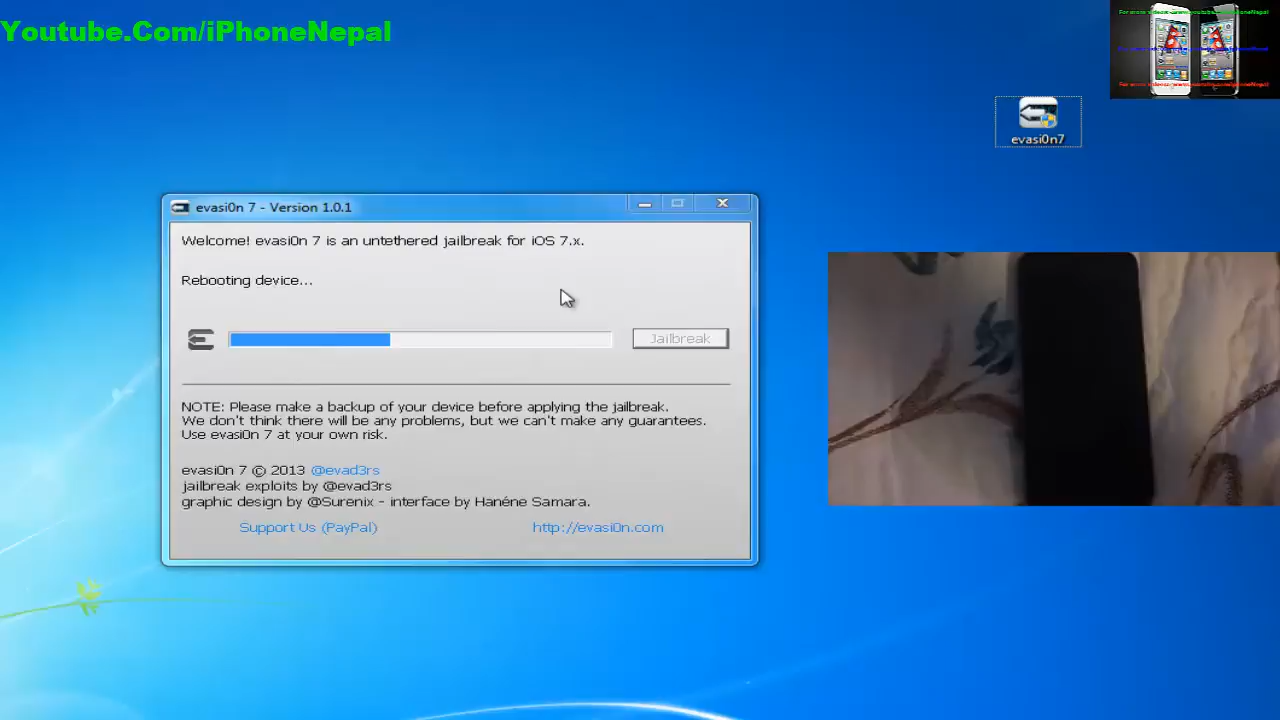 Youtube.Com/iPhoneNepal
evasi0n7
evasi0n 7 - Version 1.0.1
Welcome! evasi0n 7 is an untethered jailbreak for iOS 7.x.
Rebooting device...
Jailbreak
NOTE: Please make a backup of your device before applying the jailbreak.
We don't think there will be any problems, but we can't make any guarantees.
Use evasi0n 7 at your own risk.
evasi0n 7 © 2013 @evad3rs
jailbreak exploits by @evad3rs
graphic design by @Surenix - interface by Hanéne Samara.
Support Us (PayPal) http://evasi0n.com